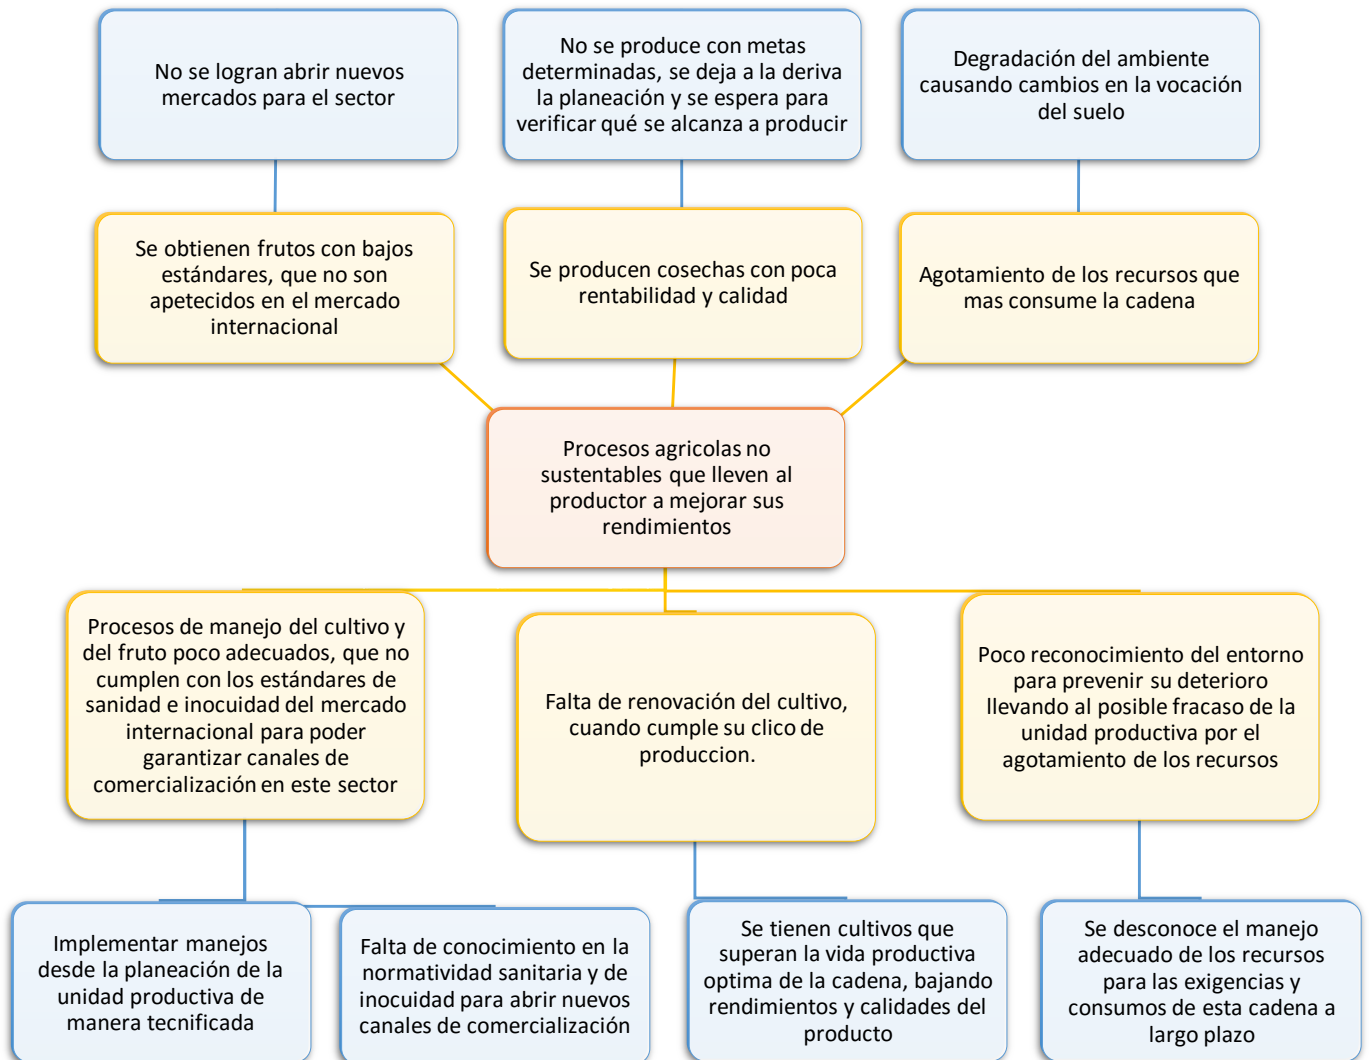 No se logran abrir nuevos
mercados para el sector
No se produce con metas
determinadas, se deja a la deriva
la planeación y se espera para
verificar qué se alcanza a producir
Degradación del ambiente
causando cambios en la vocación
del suelo
Se obtienen frutos con bajos
estándares, que no son
apetecidos en el mercado
internacional
Se producen cosechas con poca
rentabilidad y calidad
Agotamiento de los recursos que
mas consume la cadena
Procesos agricolas no
sustentables que lleven al
productor a mejorar sus
rendimientos
Procesos de manejo del cultivo y
del fruto poco adecuados, que no
cumplen con los estándares de
sanidad e inocuidad del mercado
internacional para poder
garantizar canales de
comercialización en este sector
Falta de renovación del cultivo,
cuando cumple su clico de
produccion.
Poco reconocimiento del entorno
para prevenir su deterioro
llevando al posible fracaso de la
unidad productiva por el
agotamiento de los recursos
Implementar manejos
desde la planeación de la
unidad productiva de
manera tecnificada
Falta de conocimiento en la
normatividad sanitaria y de
inocuidad para abrir nuevos
canales de comercialización
Se tienen cultivos que
superan la vida productiva
optima de la cadena, bajando
rendimientos y calidades del
producto
Se desconoce el manejo
adecuado de los recursos
para las exigencias y
consumos de esta cadena a
largo plazo